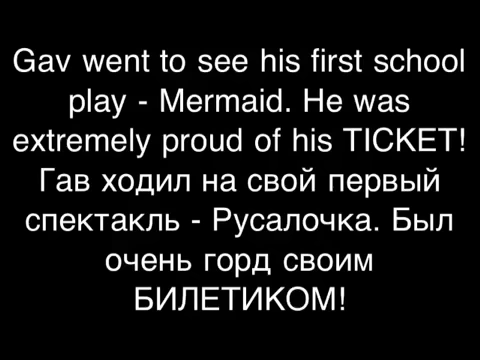 Gav went to see his first school
play - Mermaid. He was
extremely proud of his TICKET!
Гав ходил на свой первый
спектакль - Русалочка. Был
очень горд своим
БИЛЕТИКОМ!